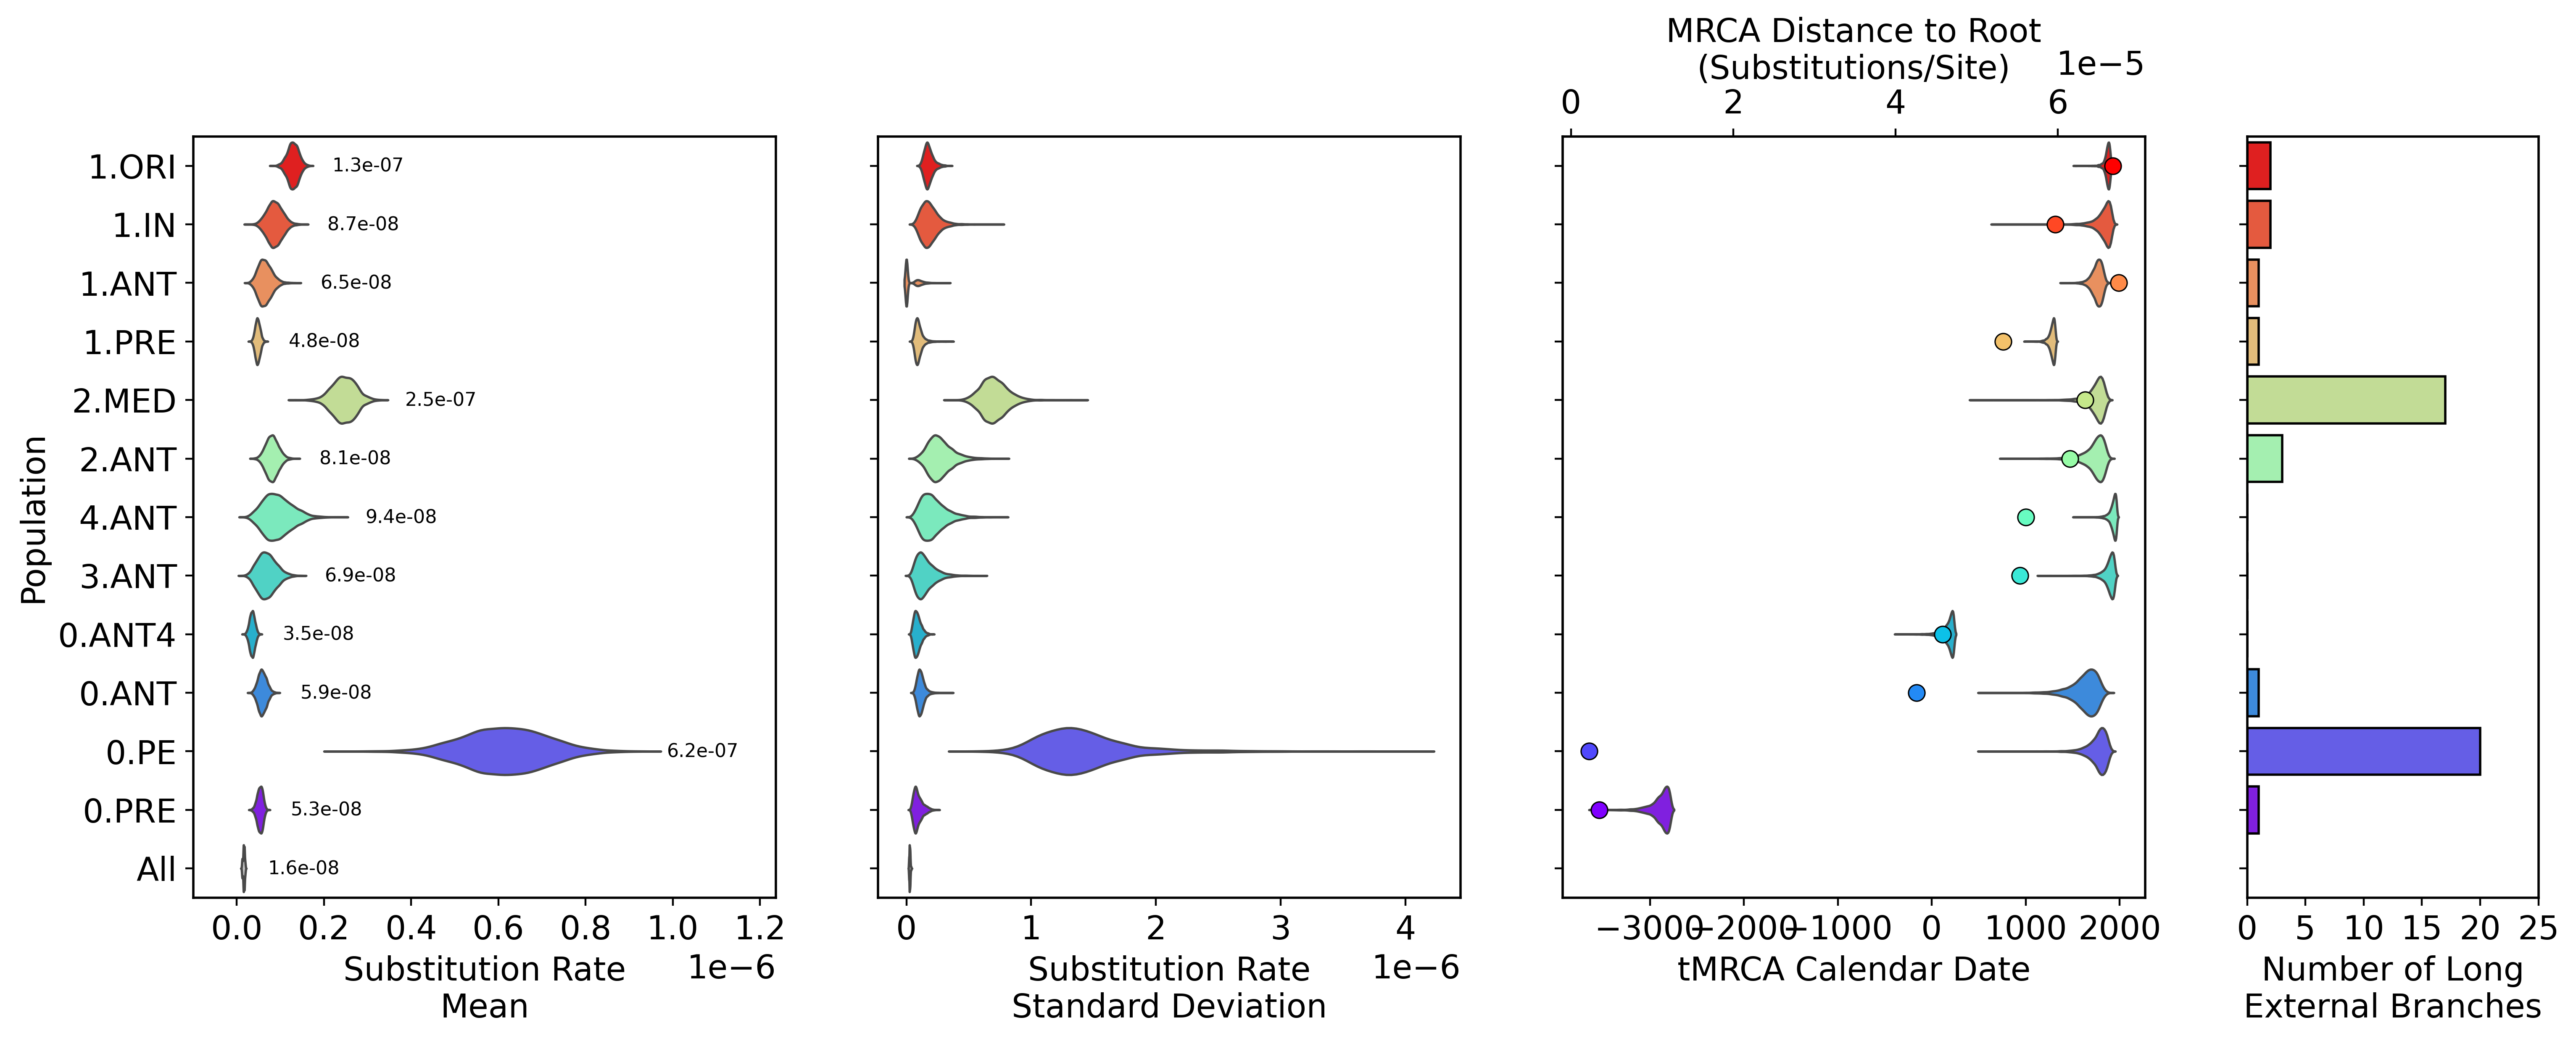 MRCA Distance to Root
(Substitutions/Site)
1e−5
0 2 4 6
Population
1.ORI
1.3e-07
1.IN
8.7e-08
1.ANT
6.5e-08
1.PRE
4.8e-08
2.MED
2.5e-07
2.ANT
8.1e-08
4.ANT
9.4e-08
3.ANT
6.9e-08
0.ANT4
3.5e-08
0.ANT
5.9e-08
0.PE
6.2e-07
0.PRE
5.3e-08
All
1.6e-08
0.0 0.2 0.4 0.6 0.8 1.0 1.2
1e−6
Substitution Rate
Mean
0 1 2 3 4
1e−6
Substitution Rate
Standard Deviation
−3000 −2000 −1000 0 1000 2000
tMRCA Calendar Date
0 5 10 15 20 25
Number of Long
External Branches